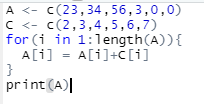 A <- c(23,34,56,3,0,0)
C <- c(2,3,4,5,6,7)
for(i in 1:length(A)){
  A[i] = A[i]+C[i]
}
print(A)